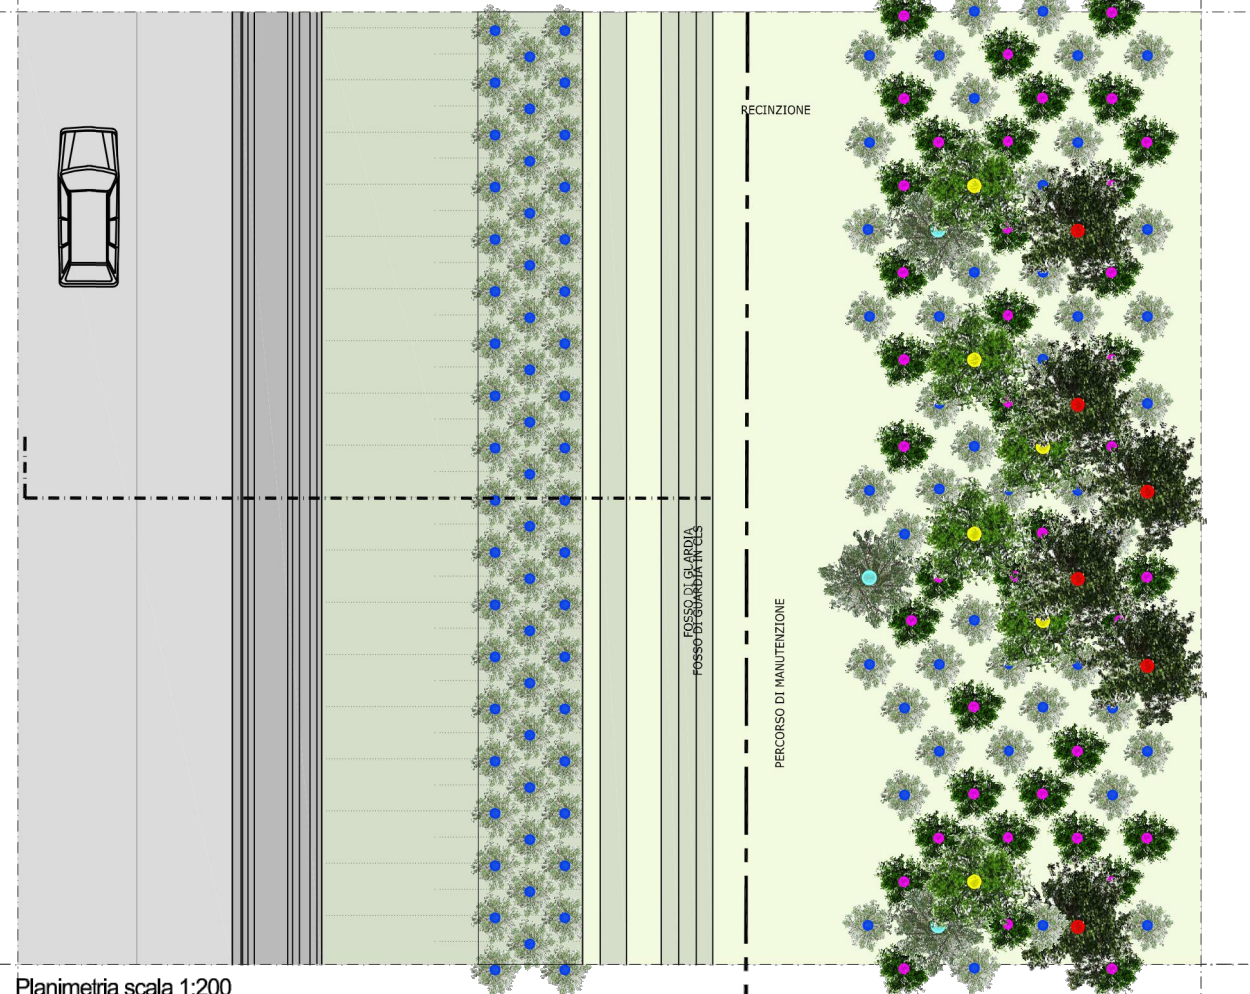 RECINZIONE
FOSSO DI GUARDIA
FOSSO DI GUARDIA IN CLS
PERCORSO DI MANUTENZIONE
Planimetria scala 1:200